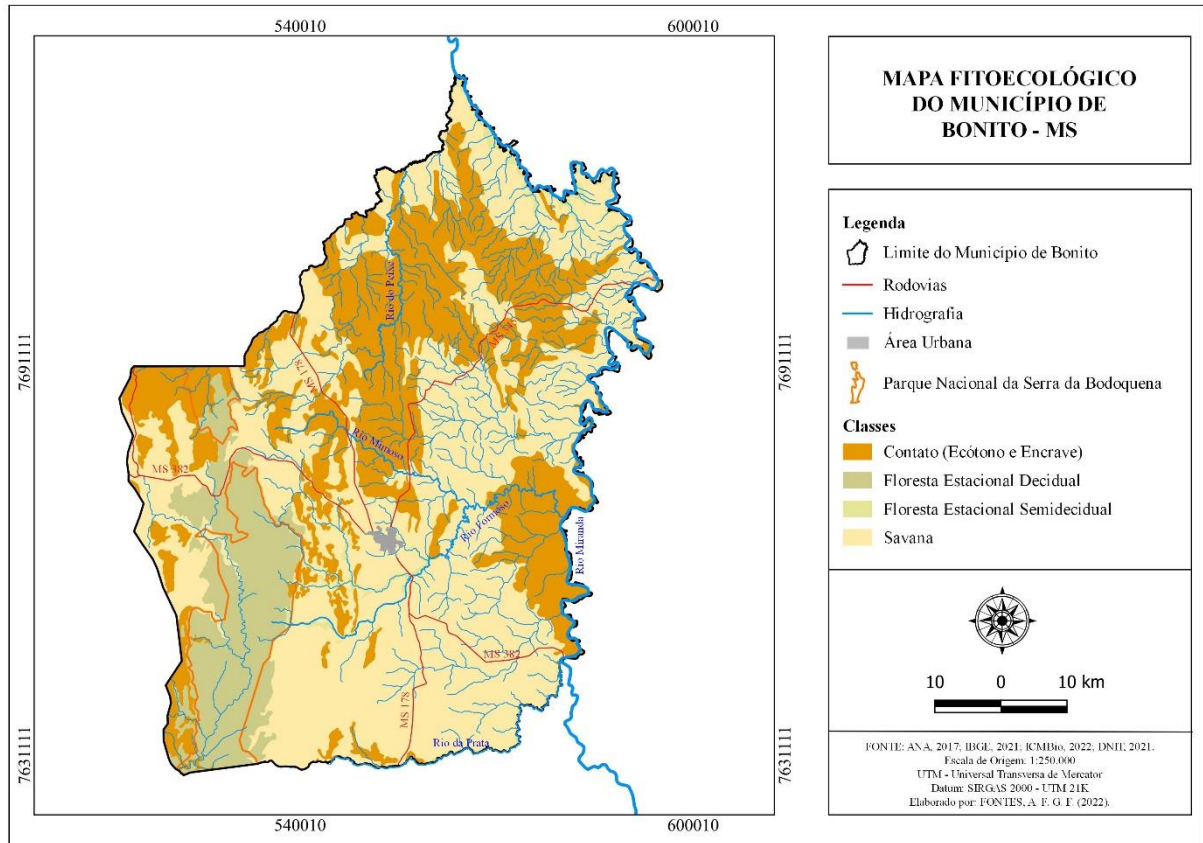 540010
600010
7691111
7631111
Rio do Peixe
MS 178
MS 345
Rio Mimoso
MS 382
Rio Formoso
Rio Miranda
MS 382
MS 178
Rio da Prata
7691111
7631111
540010
600010
MAPA FITOECOLÓGICO
DO MUNICÍPIO DE
BONITO - MS
Legenda
Limite do Município de Bonito
Rodovias
Hidrografia
Área Urbana
Parque Nacional da Serra da Bodoquena
Classes
Contato (Ecótono e Encrave)
Floresta Estacional Decidual
Floresta Estacional Semidecidual
Savana
10 0 10 km
FONTE: ANA, 2017; IBGE, 2021; ICMBio, 2022; DNIT, 2021.
Escala de Origem: 1:250.000
UTM - Universal Transversa de Mercator
Datum: SIRGAS 2000 - UTM 21K
Elaborado por: FONTES, A. F. G. F. (2022).